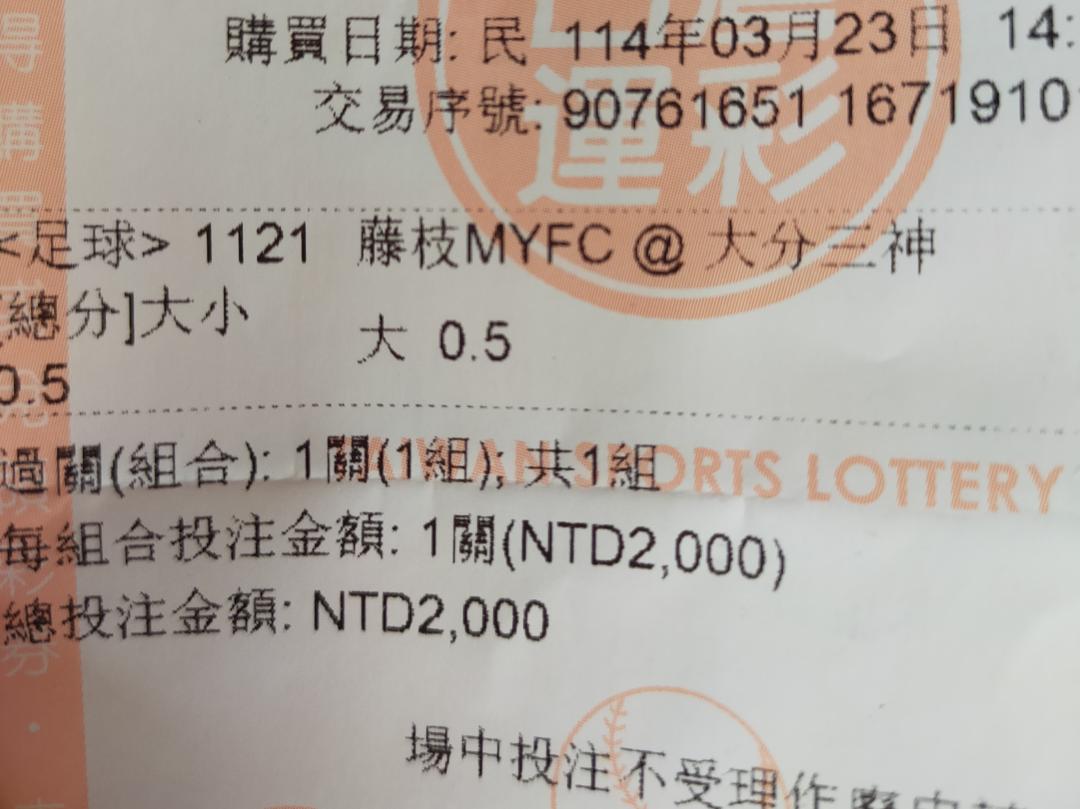 購買日期: 民 114年03月23日 14:
交易序號: 90761651 1671910
運彩
<足球> 1121 藤枝MYFC @ 大分三神
[總分]大小 大 0.5
0.5
過關(組合): 1關(1組); 共1組
TAIWAN SPORTS LOTTERY
每組合投注金額: 1關(NTD2,000)
總投注金額: NTD2,000
場中投注不受理作廢